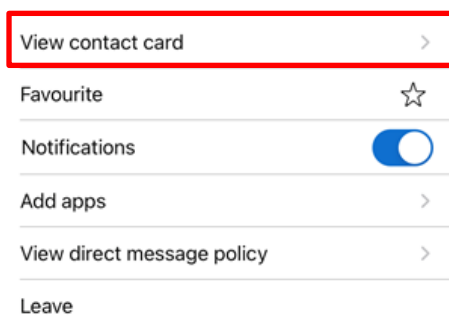 View contact card
Favourite
Notifications
Add apps
View direct message policy
Leave